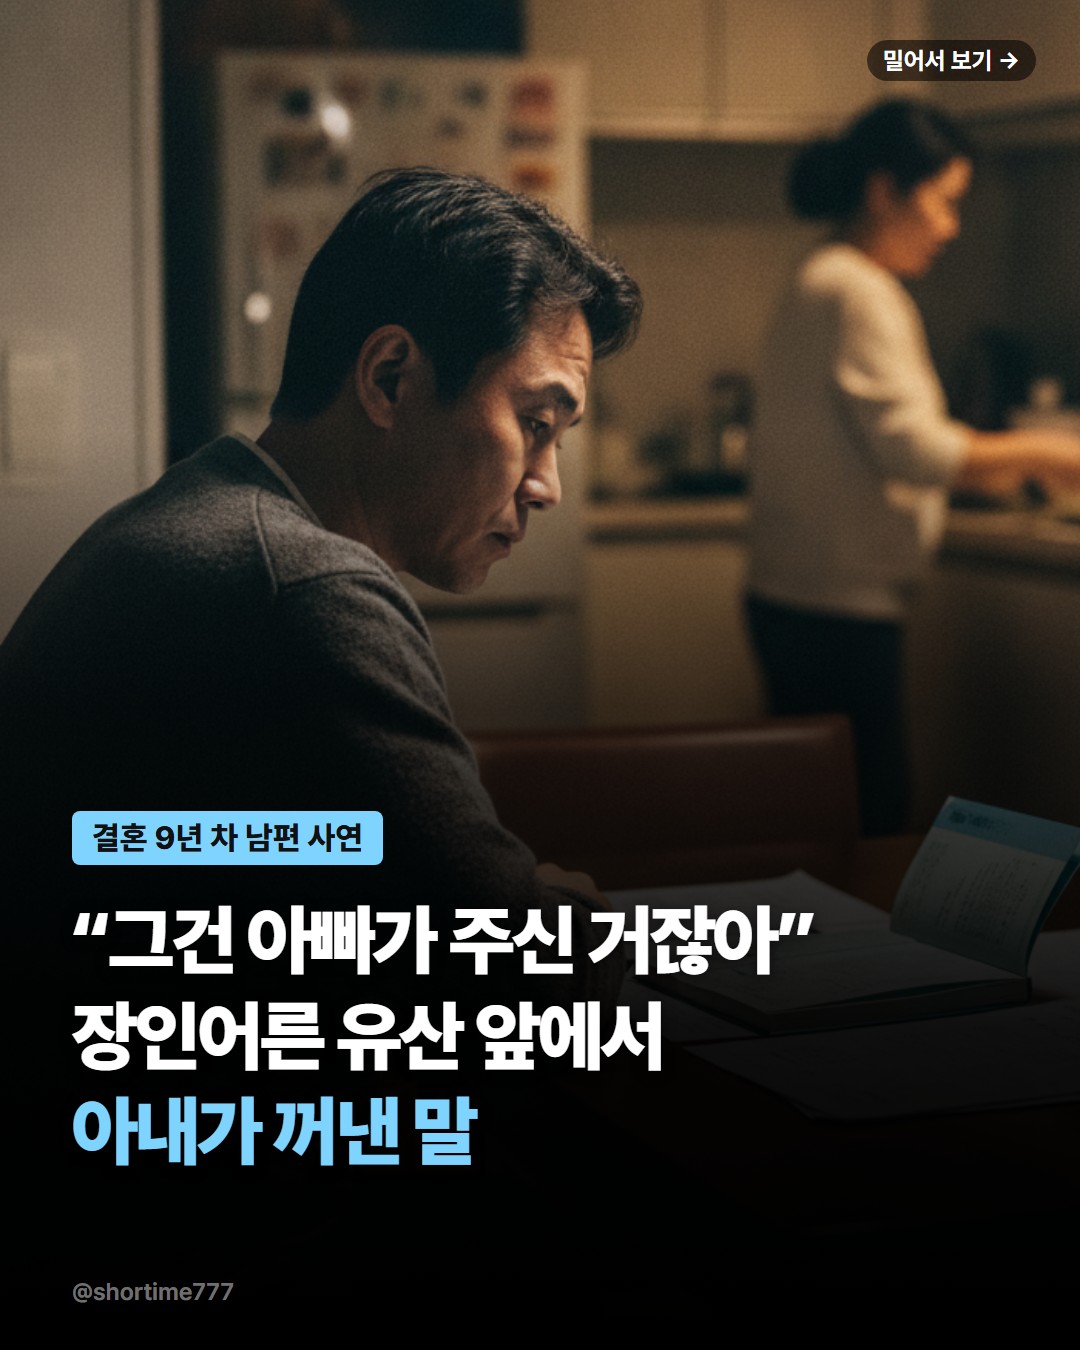 밀어서 보기 →
결혼 9년 차 남편 사연
“그건 아빠가 주신 거잖아”
장인어른 유산 앞에서
아내가 꺼낸 말
@shortime777